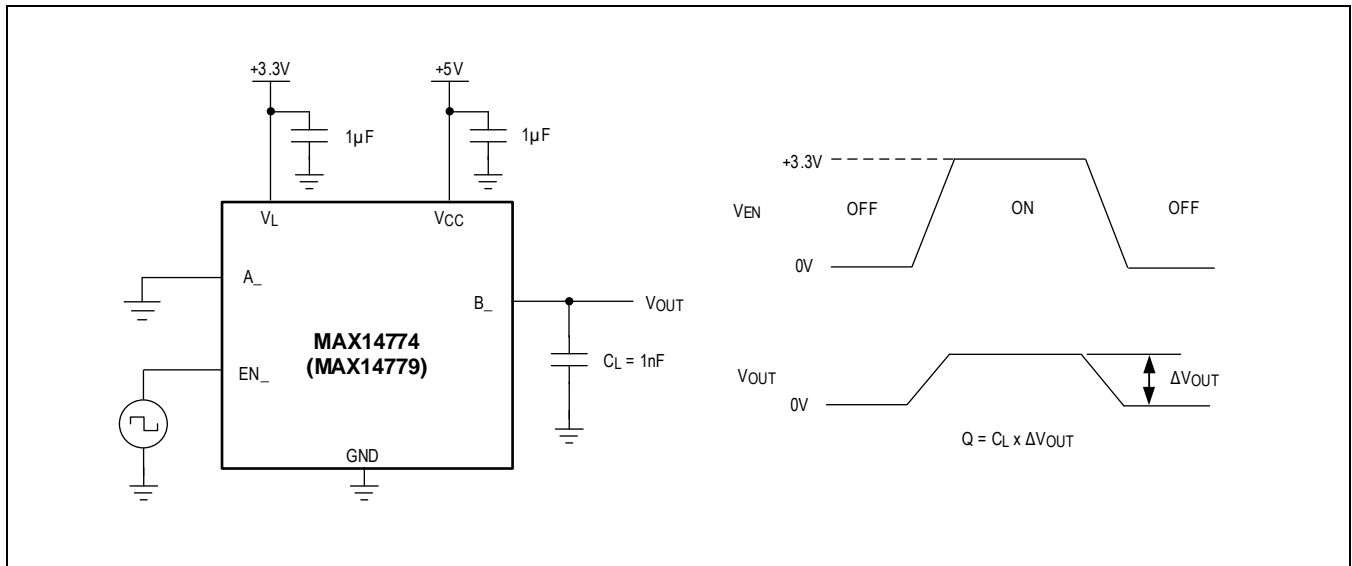 +3.3V
+5V
1µF
1µF
VL
VCC
A_
B_
VOUT
MAX14774
(MAX14779)
CL = 1nF
EN_
GND
+3.3V
VEN
OFF
ON
OFF
0V
VOUT
ΔVOUT
0V
Q = CL x ΔVOUT